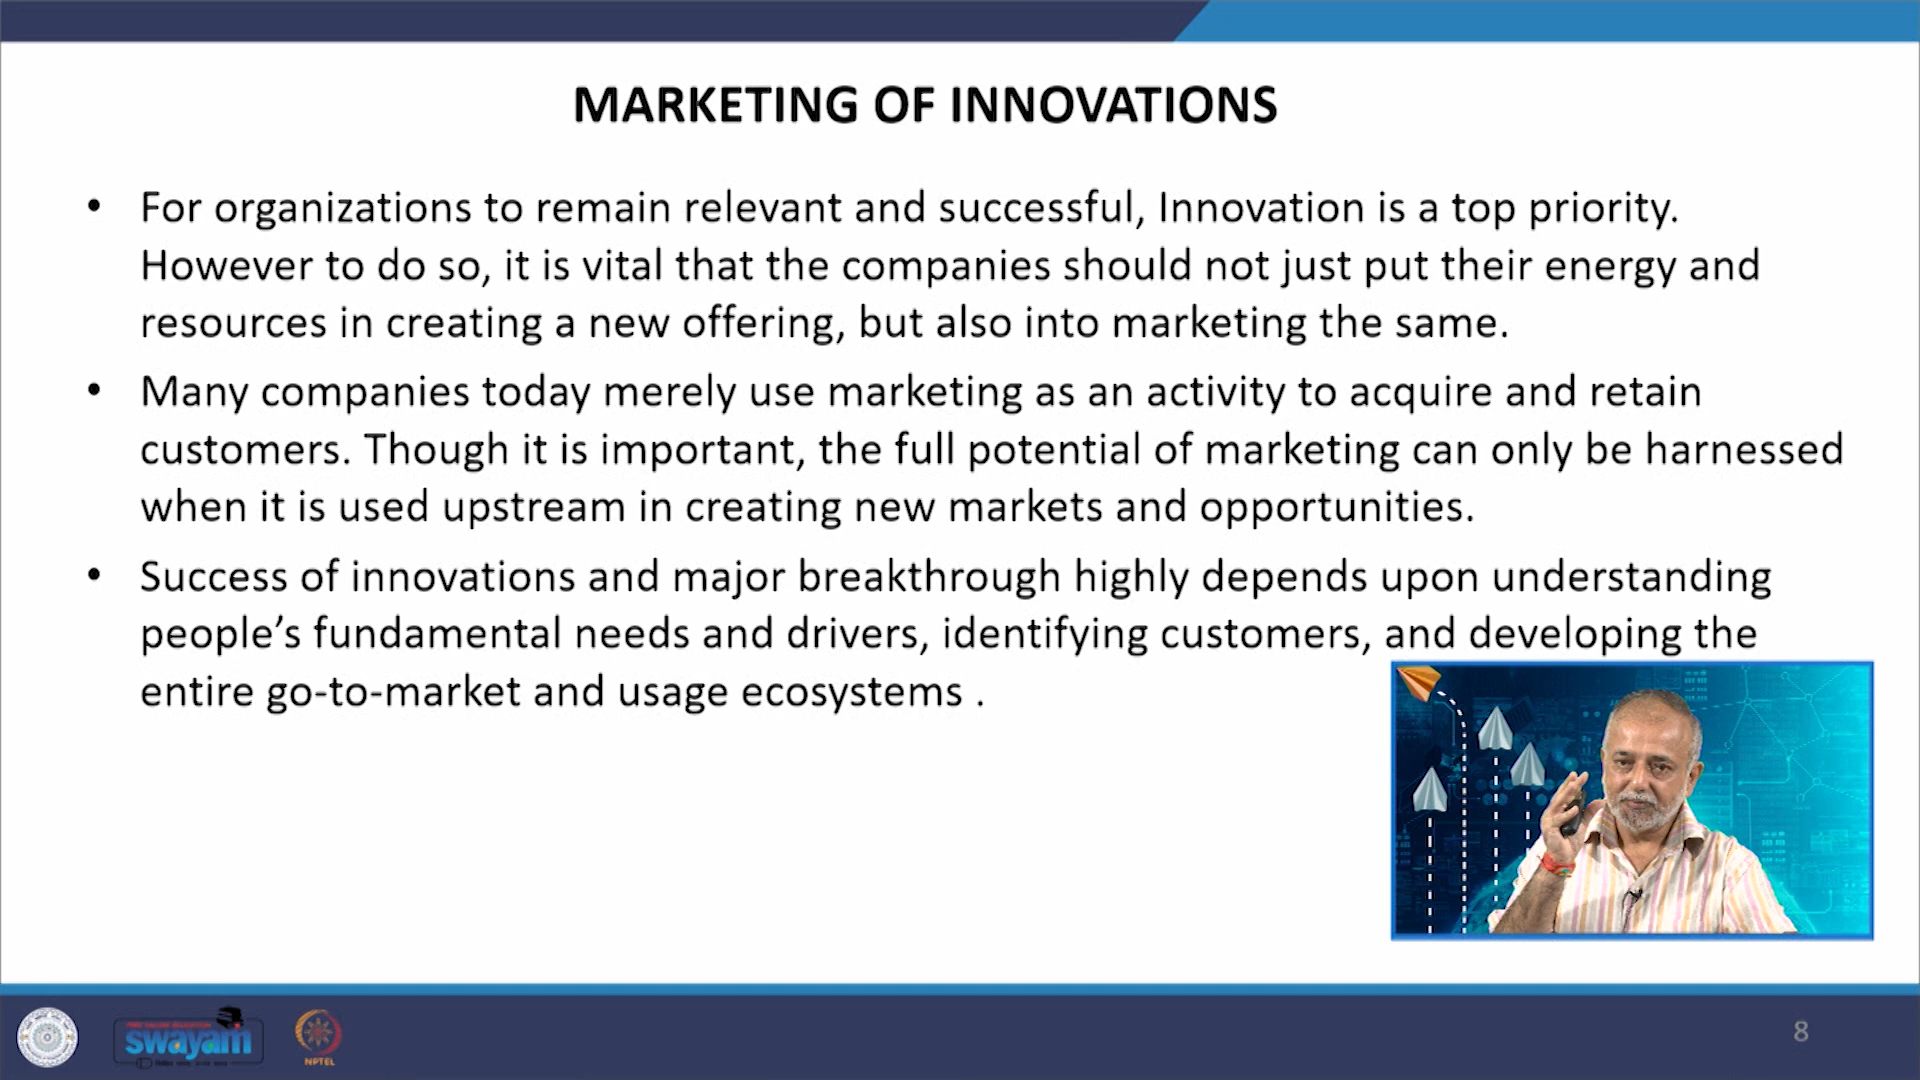 MARKETING OF INNOVATIONS
• For organizations to remain relevant and successful, Innovation is a top priority.
However to do so, it is vital that the companies should not just put their energy and
resources in creating a new offering, but also into marketing the same.
• Many companies today merely use marketing as an activity to acquire and retain
customers. Though it is important, the full potential of marketing can only be harnessed
when it is used upstream in creating new markets and opportunities.
• Success of innovations and major breakthrough highly depends upon understanding
people’s fundamental needs and drivers, identifying customers, and developing the
entire go-to-market and usage ecosystems .
FREE ONLINE EDUCATION
swayam
NPTEL
8